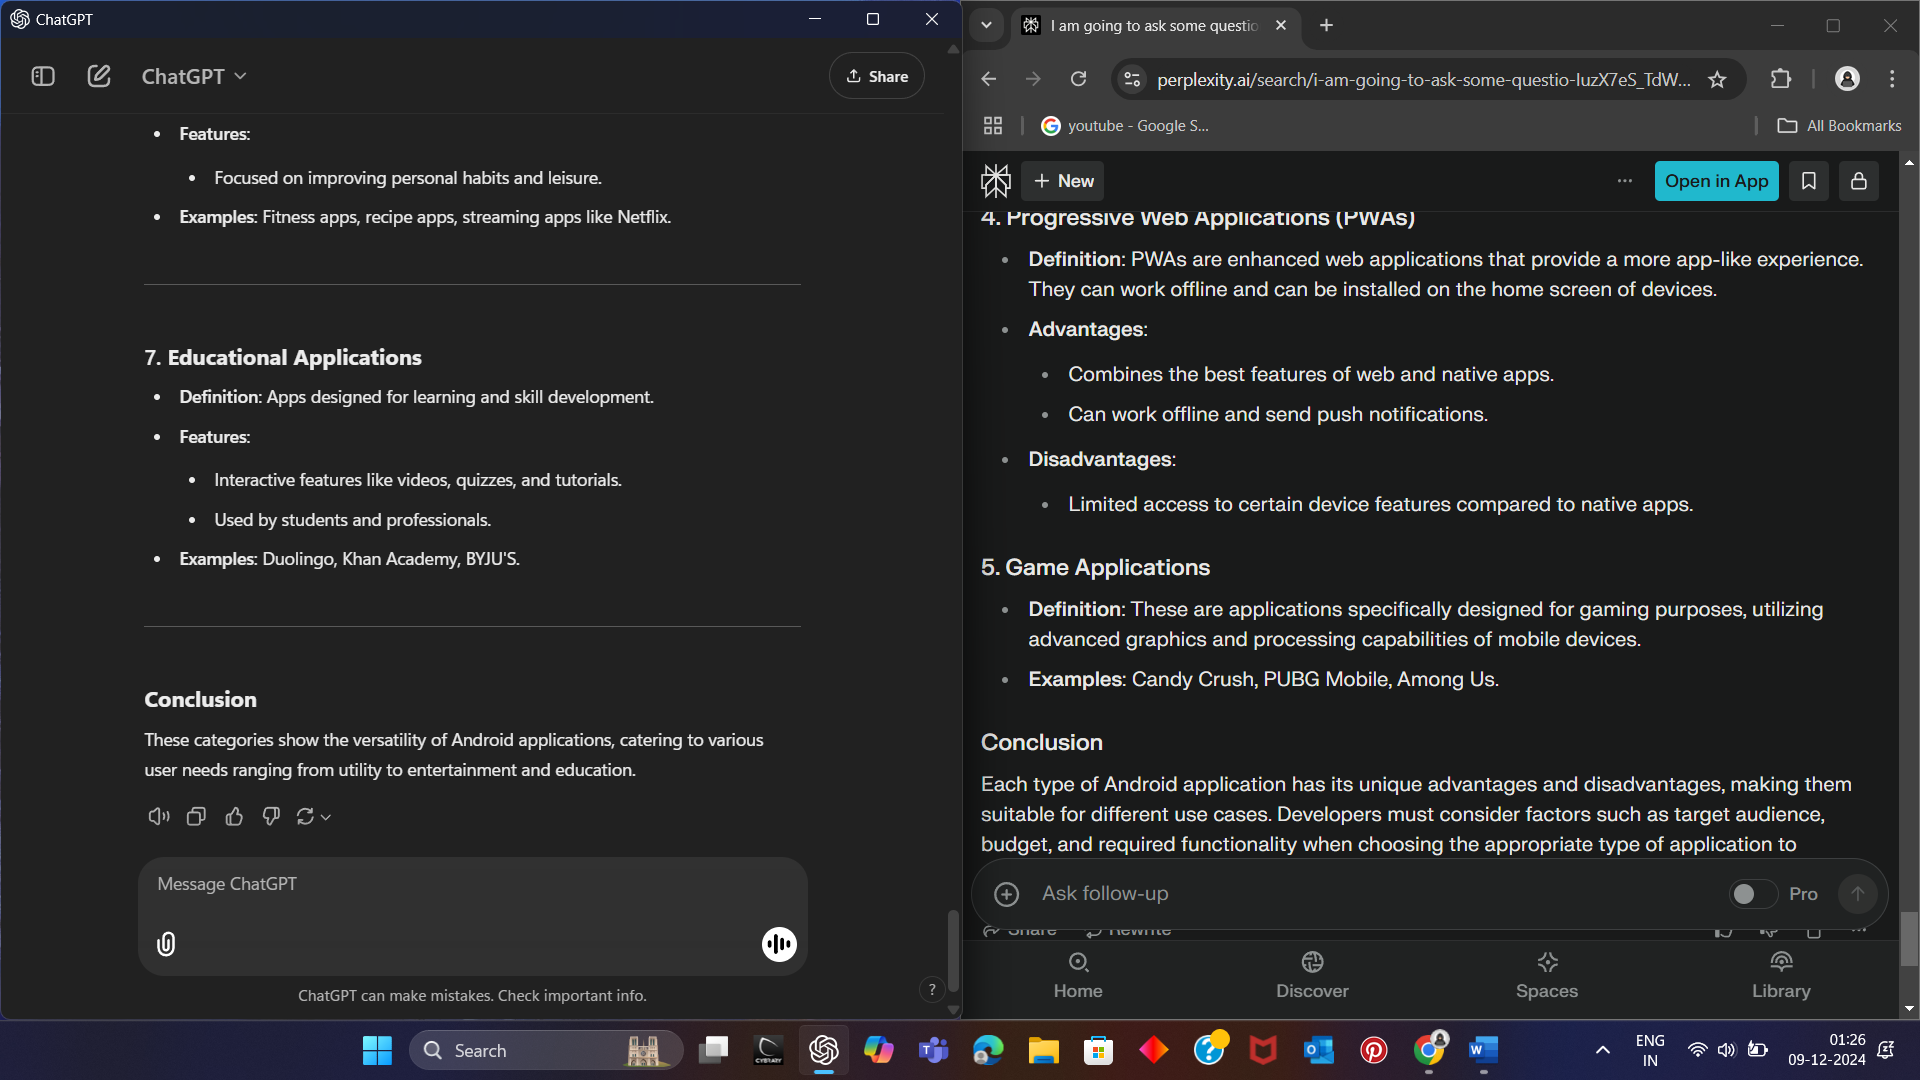 ChatGPT
ChatGPT
Share
Features:
Focused on improving personal habits and leisure.
Examples: Fitness apps, recipe apps, streaming apps like Netflix.
7. Educational Applications
Definition: Apps designed for learning and skill development.
Features:
Interactive features like videos, quizzes, and tutorials.
Used by students and professionals.
Examples: Duolingo, Khan Academy, BYJU'S.
Conclusion
These categories show the versatility of Android applications, catering to various
user needs ranging from utility to entertainment and education.
Message ChatGPT
ChatGPT can make mistakes. Check important info.
?
I am going to ask some questio
perplexity.ai/search/i-am-going-to-ask-some-questio-luzX7eS_TdW...
youtube - Google S...
All Bookmarks
New
Open in App
4. Progressive Web Applications (PWAs)
Definition: PWAs are enhanced web applications that provide a more app-like experience.
They can work offline and can be installed on the home screen of devices.
Advantages:
Combines the best features of web and native apps.
Can work offline and send push notifications.
Disadvantages:
Limited access to certain device features compared to native apps.
5. Game Applications
Definition: These are applications specifically designed for gaming purposes, utilizing
advanced graphics and processing capabilities of mobile devices.
Examples: Candy Crush, PUBG Mobile, Among Us.
Conclusion
Each type of Android application has its unique advantages and disadvantages, making them
suitable for different use cases. Developers must consider factors such as target audience,
budget, and required functionality when choosing the appropriate type of application to
Ask follow-up
Pro
Share Rewrite
Home Discover Spaces Library
Search
ENG
IN
01:26
09-12-2024